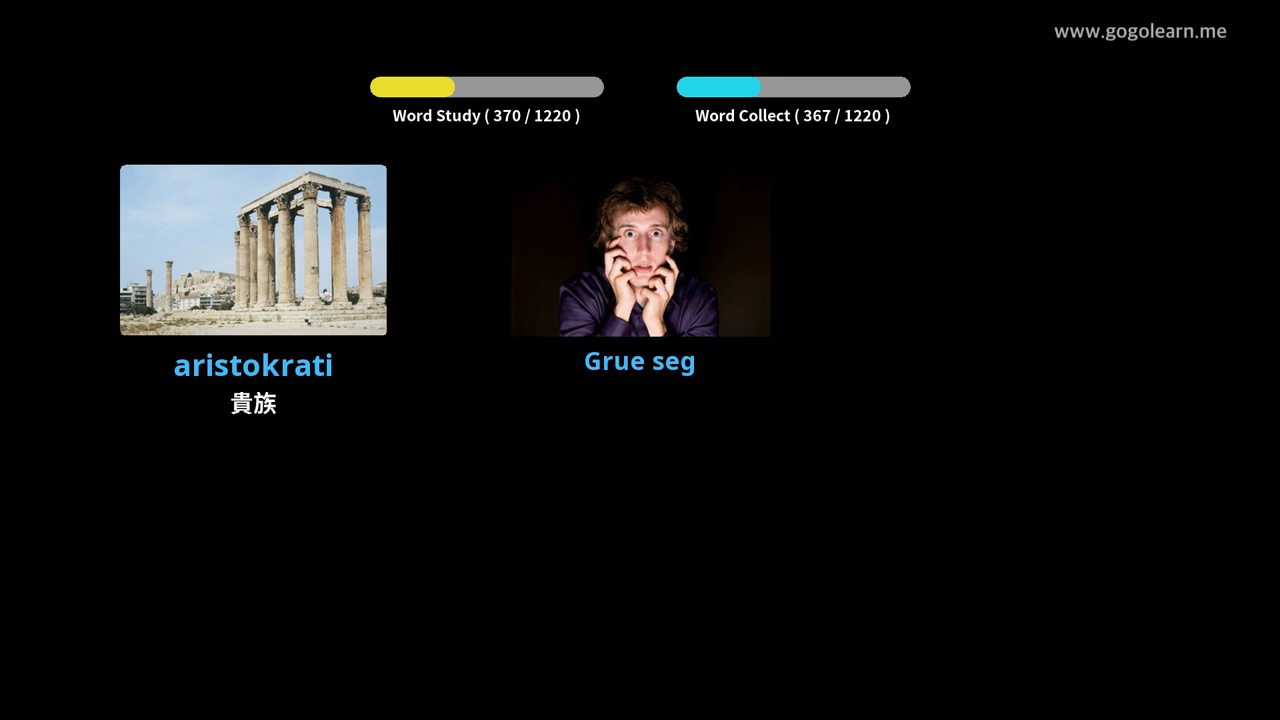 www.gogolearn.me
Word Study ( 370 / 1220 )
Word Collect ( 367 / 1220 )
aristokrati
貴族
Grue seg